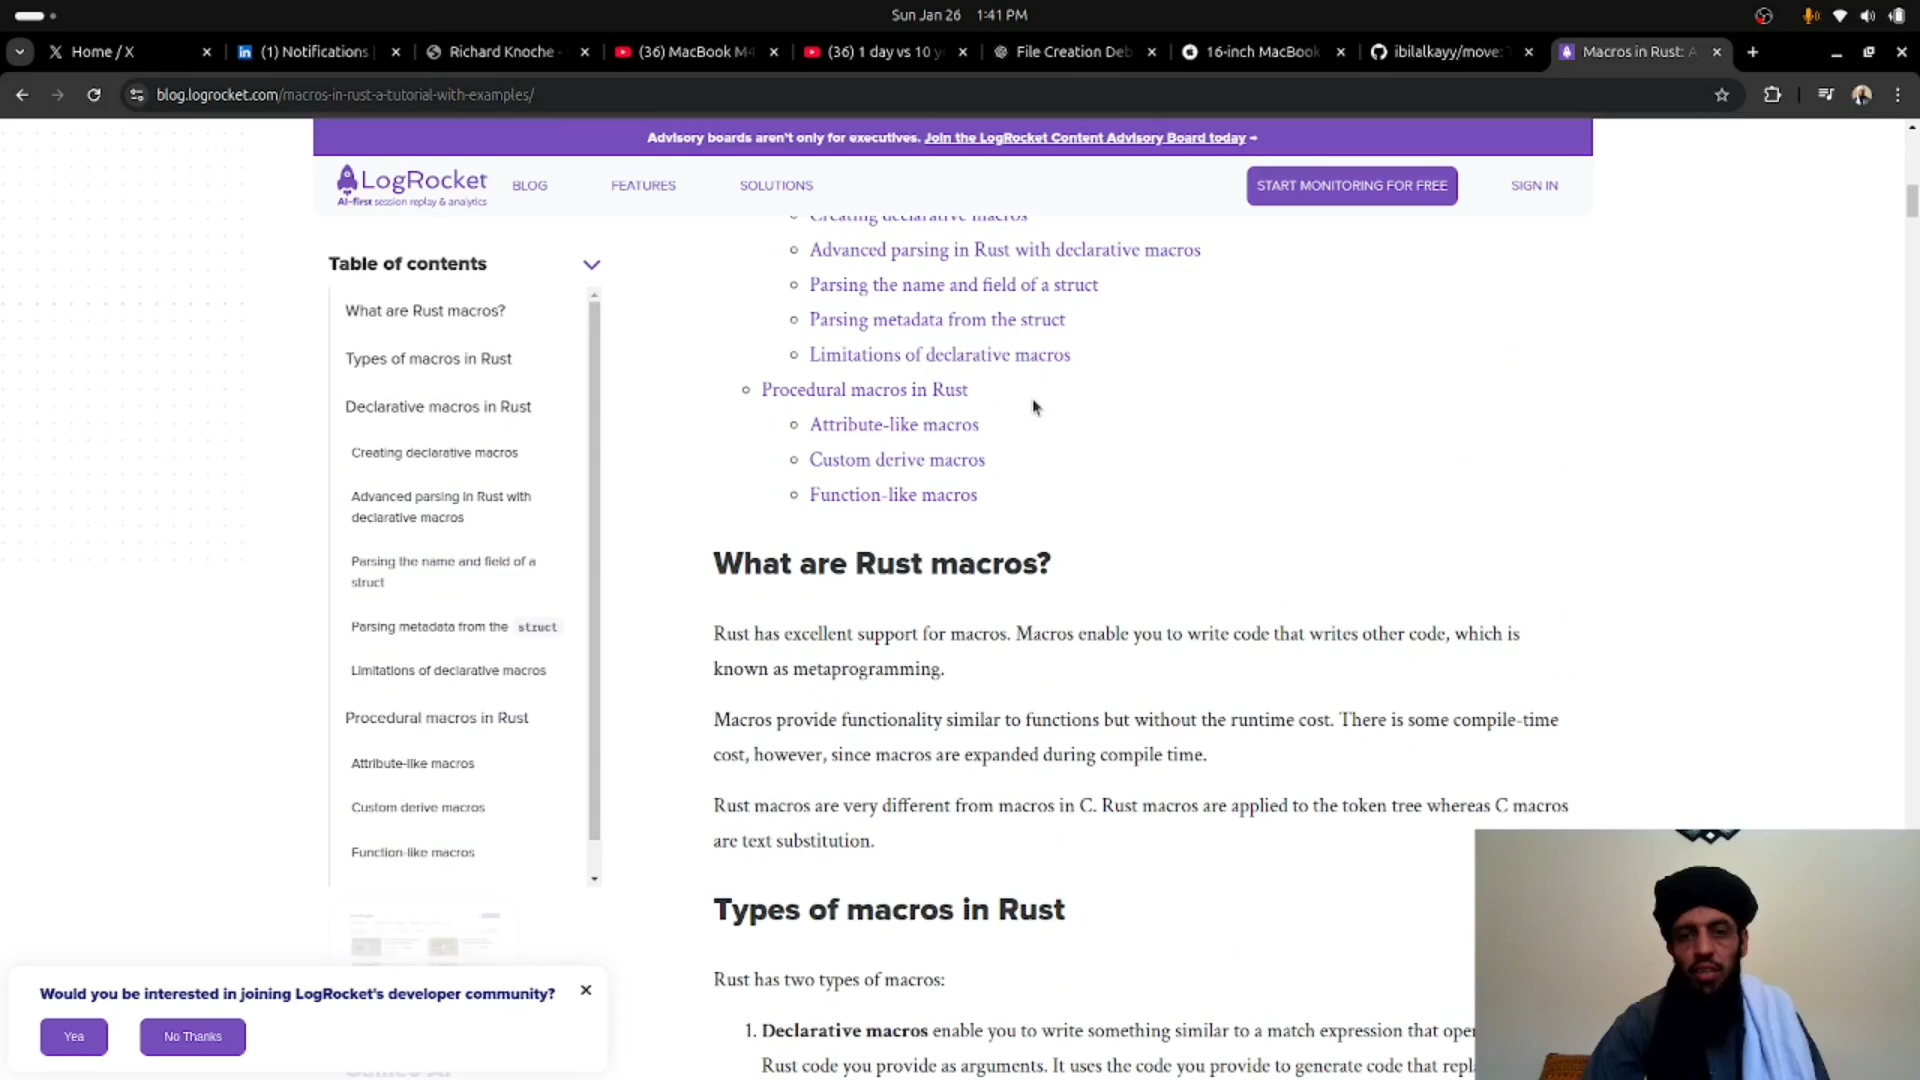 Sun Jan 26 1:41 PM
Home / X
(1) Notifications
Richard Knoche -
(36) MacBook M4
(36) 1 day vs 10 y
File Creation Deb
16-inch MacBook
ibilalkayy/move:
Macros in Rust: A
blog.logrocket.com/macros-in-rust-a-tutorial-with-examples/
Advisory boards aren't only for executives. Join the LogRocket Content Advisory Board today →
LogRocket
AI-first session replay & analytics
BLOG
FEATURES
SOLUTIONS
START MONITORING FOR FREE
SIGN IN
Table of contents
What are Rust macros?
Types of macros in Rust
Declarative macros in Rust
Creating declarative macros
Advanced parsing in Rust with
declarative macros
Parsing the name and field of a
struct
Parsing metadata from the struct
Limitations of declarative macros
Procedural macros in Rust
Attribute-like macros
Custom derive macros
Function-like macros
Creating declarative macros
Advanced parsing in Rust with declarative macros
Parsing the name and field of a struct
Parsing metadata from the struct
Limitations of declarative macros
Procedural macros in Rust
Attribute-like macros
Custom derive macros
Function-like macros
What are Rust macros?
Rust has excellent support for macros. Macros enable you to write code that writes other code, which is
known as metaprogramming.
Macros provide functionality similar to functions but without the runtime cost. There is some compile-time
cost, however, since macros are expanded during compile time.
Rust macros are very different from macros in C. Rust macros are applied to the token tree whereas C macros
are text substitution.
Types of macros in Rust
Rust has two types of macros:
1. Declarative macros enable you to write something similar to a match expression that oper
Rust code you provide as arguments. It uses the code you provide to generate code that repl
Would you be interested in joining LogRocket's developer community?
Yea
No Thanks